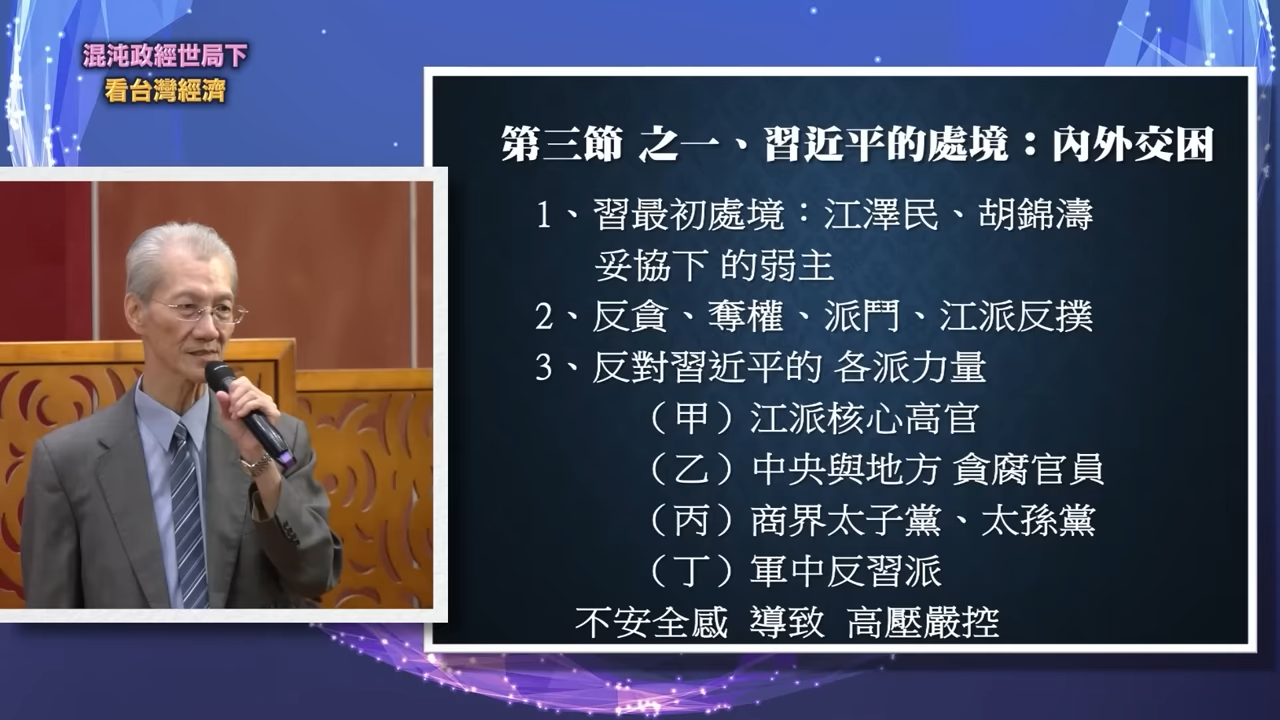 混沌政經世局下
看台灣經濟
第三節 之一、習近平的處境：內外交困
1、習最初處境：江澤民、胡錦濤
妥協下 的弱主
2、反貪、奪權、派鬥、江派反撲
3、反對習近平的 各派力量
（甲）江派核心高官
（乙）中央與地方 貪腐官員
（丙）商界太子黨、太孫黨
（丁）軍中反習派
不安全感 導致 高壓嚴控